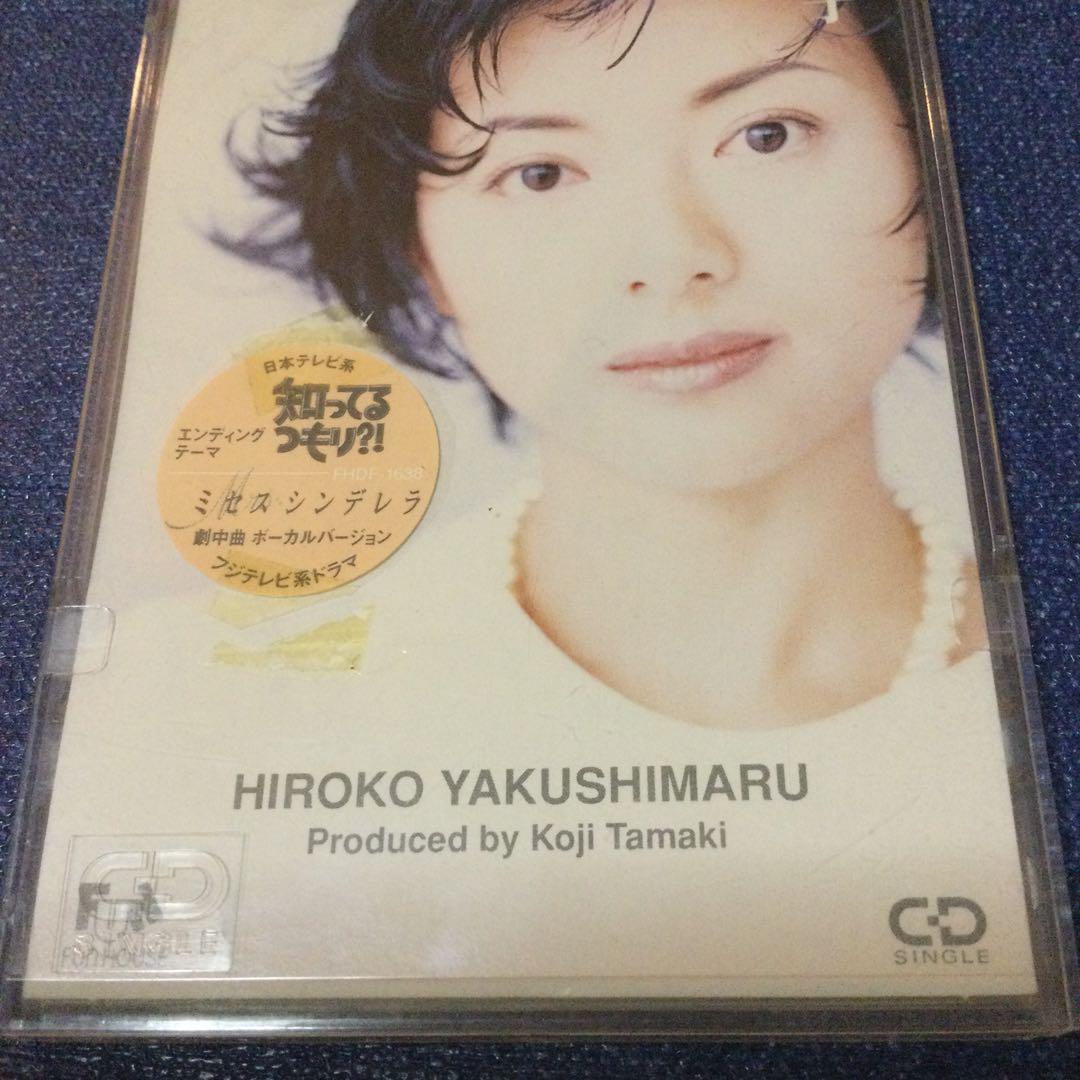 日本テレビ系
知ってる
つもり?!
エンディング
テーマ
FHDF-1638
ミセスシンデレラ
劇中曲 ボーカルバージョン
フジテレビ系ドラマ
HIROKO YAKUSHIMARU
Produced by Koji Tamaki
CD
SINGLE
Fun HOUSE
CD
SINGLE